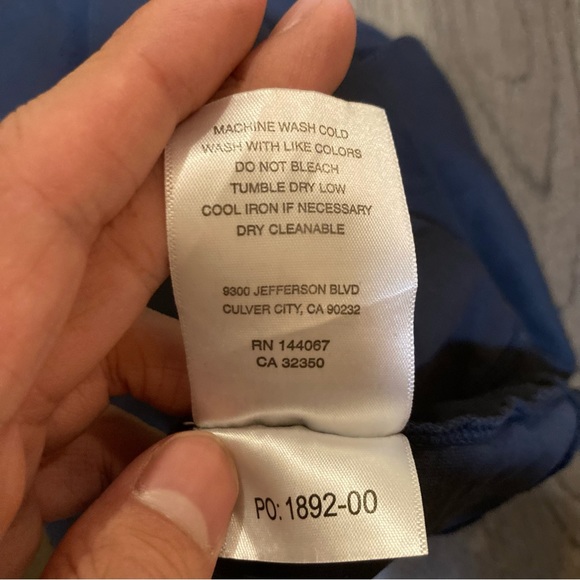 MACHINE WASH COLD
WASH WITH LIKE COLORS
DO NOT BLEACH
TUMBLE DRY LOW
COOL IRON IF NECESSARY
DRY CLEANABLE
9300 JEFFERSON BLVD
CULVER CITY, CA 90232
RN 144067
CA 32350
PO: 1892-00